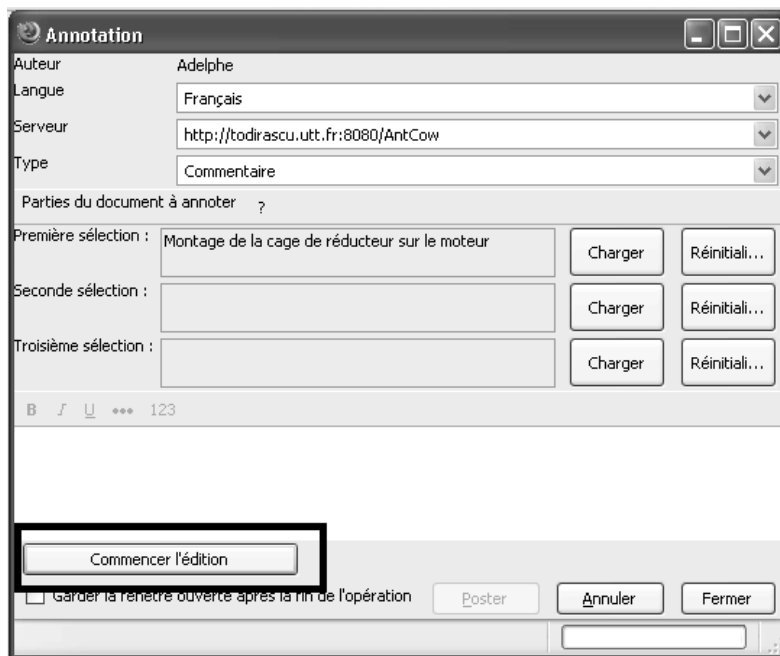 Annotation
Auteur Adelphe
Langue Français
Serveur http://todirascu.utt.fr:8080/AntCow
Type Commentaire
Parties du document à annoter ?
Première sélection : Montage de la cage de réducteur sur le moteur Charger Réinitiali...
Seconde sélection : Charger Réinitiali...
Troisième sélection : Charger Réinitiali...
B I U ••• 123
Commencer l'édition
Garder la fenêtre ouverte après la fin de l'opération Poster Annuler Fermer